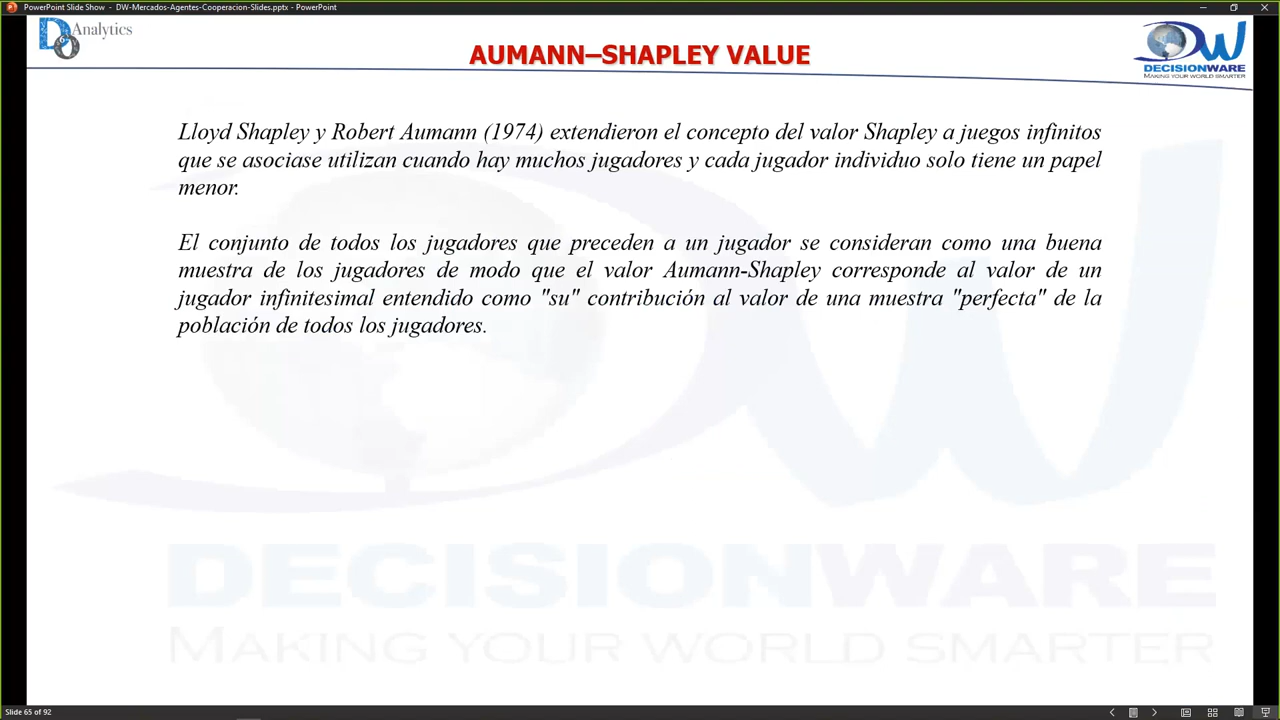 PowerPoint Slide Show - DW-Mercados-Agentes-Cooperacion-Slides.pptx - PowerPoint
Analytics
AUMANN–SHAPLEY VALUE
DECISIONWARE
MAKING YOUR WORLD SMARTER
Lloyd Shapley y Robert Aumann (1974) extendieron el concepto del valor Shapley a juegos infinitos
que se asociase utilizan cuando hay muchos jugadores y cada jugador individuo solo tiene un papel
menor.
El conjunto de todos los jugadores que preceden a un jugador se consideran como una buena
muestra de los jugadores de modo que el valor Aumann-Shapley corresponde al valor de un
jugador infinitesimal entendido como "su" contribución al valor de una muestra "perfecta" de la
población de todos los jugadores.
DECISIONWARE
MAKING YOUR WORLD SMARTER
Slide 65 of 92